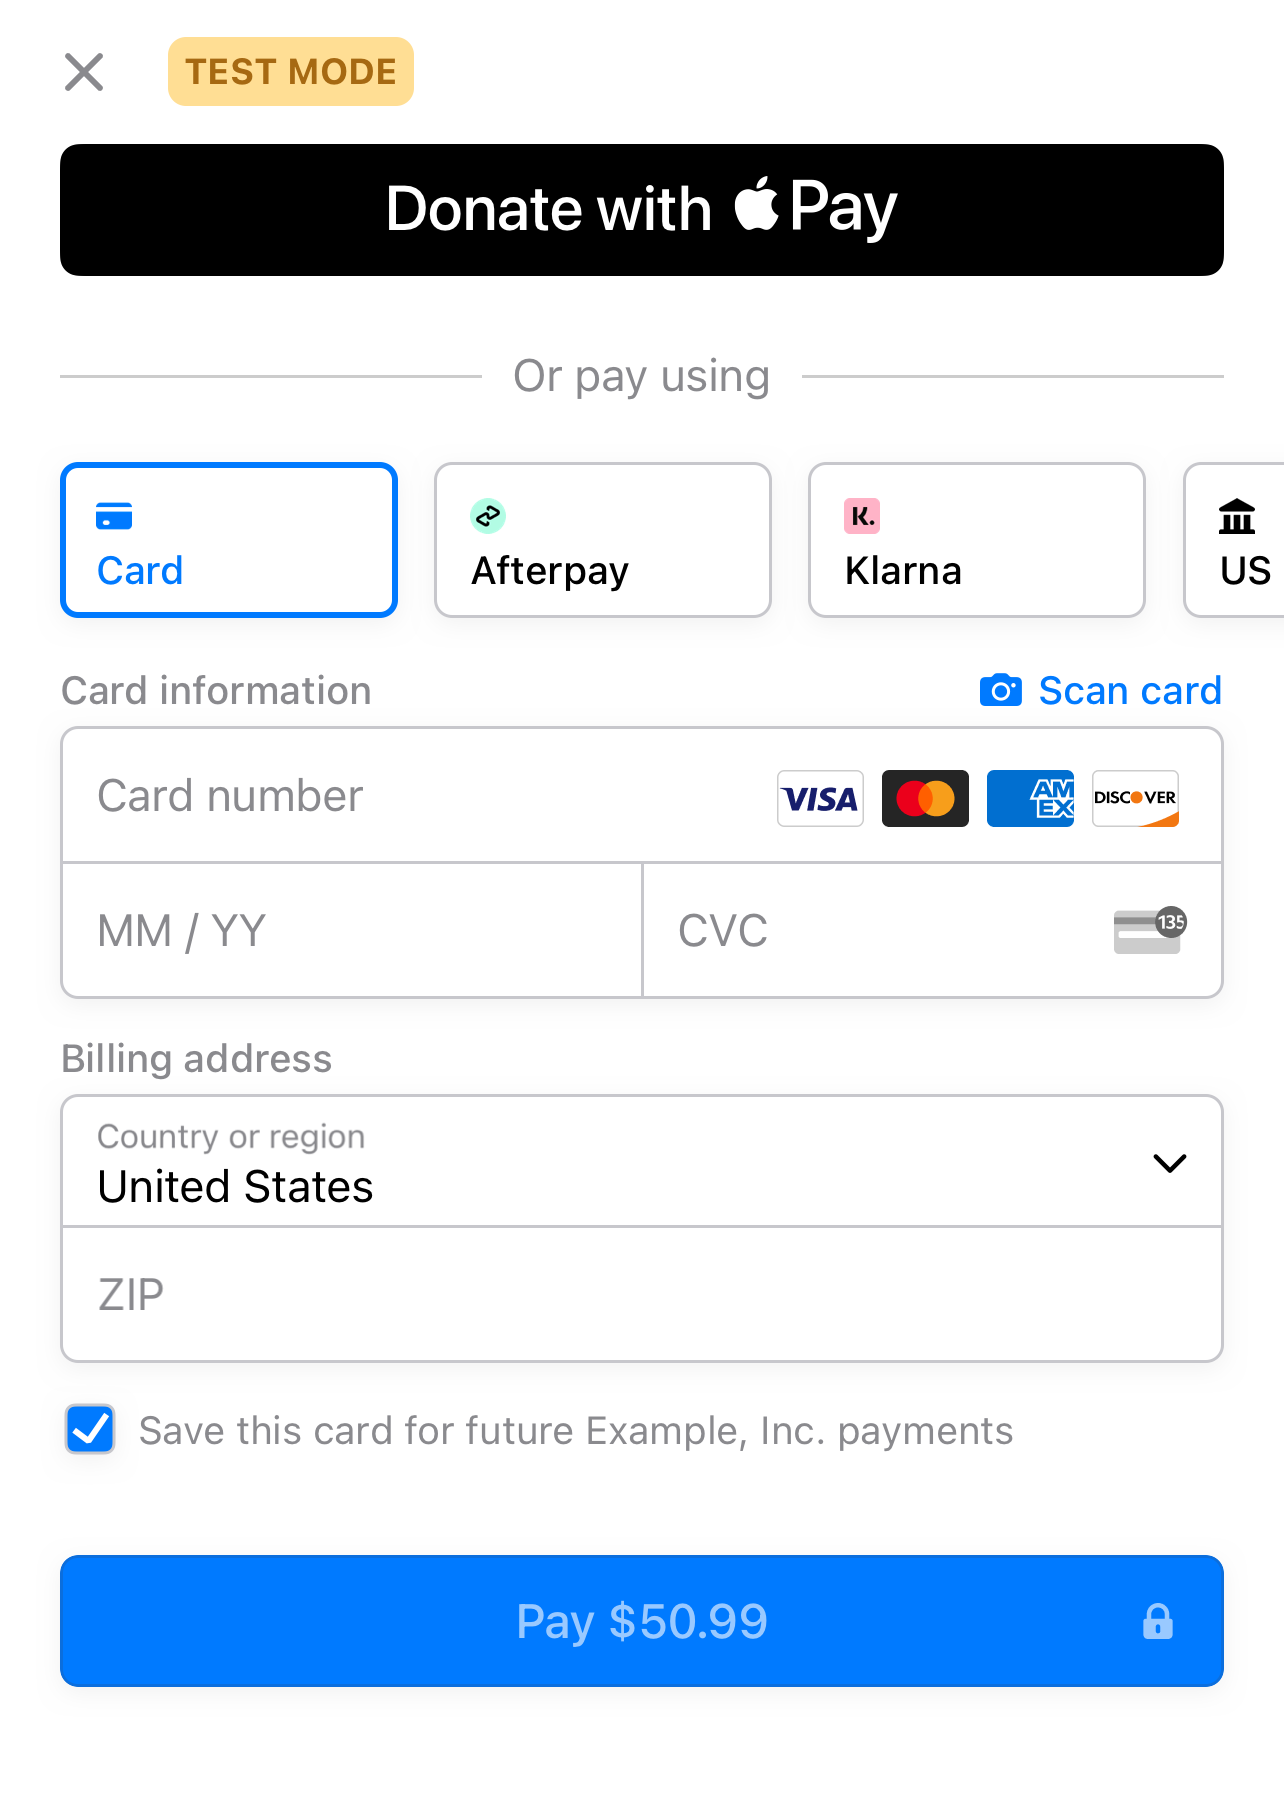 TEST MODE
Donate with Pay
Or pay using
Card
Afterpay
K.
Klarna
US
Card information
Scan card
Card number
VISA
AM
EX
DISCOVER
MM / YY
CVC
135
Billing address
Country or region
United States
ZIP
Save this card for future Example, Inc. payments
Pay $50.99